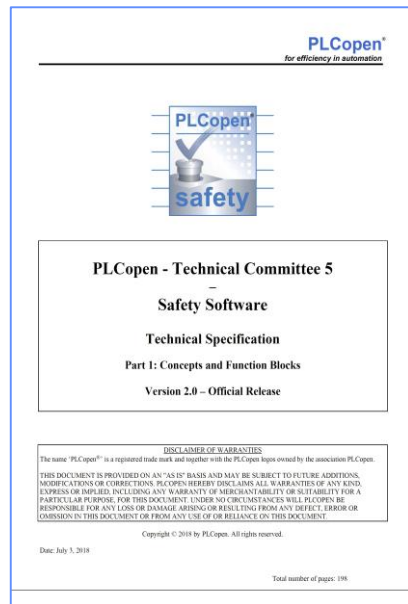 PLCopen®
for efficiency in automation
PLCopen®
safety
PLCopen - Technical Committee 5
–
Safety Software
Technical Specification
Part 1: Concepts and Function Blocks
Version 2.0 – Official Release
DISCLAIMER OF WARRANTIES
The name 'PLCopen®' is a registered trade mark and together with the PLCopen logos owned by the association PLCopen.
THIS DOCUMENT IS PROVIDED ON AN "AS IS" BASIS AND MAY BE SUBJECT TO FUTURE ADDITIONS,
MODIFICATIONS OR CORRECTIONS. PLCOPEN HEREBY DISCLAIMS ALL WARRANTIES OF ANY KIND,
EXPRESS OR IMPLIED, INCLUDING ANY WARRANTY OF MERCHANTABILITY OR SUITABILITY FOR A
PARTICULAR PURPOSE, FOR THIS DOCUMENT. UNDER NO CIRCUMSTANCES WILL PLCOPEN BE
RESPONSIBLE FOR ANY LOSS OR DAMAGE ARISING OR RESULTING FROM ANY DEFECT, ERROR OR
OMISSION IN THIS DOCUMENT OR FROM ANY USE OF OR RELIANCE ON THIS DOCUMENT.
Copyright © 2018 by PLCopen. All rights reserved.
Date: July 3, 2018
Total number of pages: 198